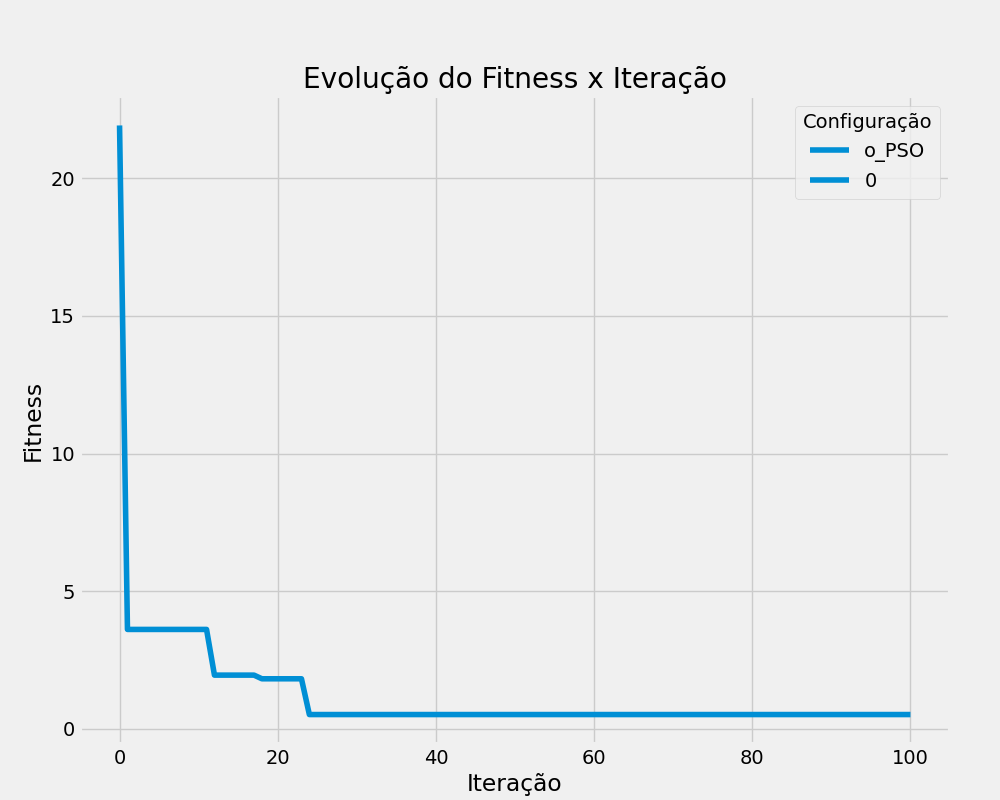 Evolução do Fitness x Iteração
Configuração
o_PSO
0
Fitness
20
15
10
5
0
0 20 40 60 80 100
Iteração